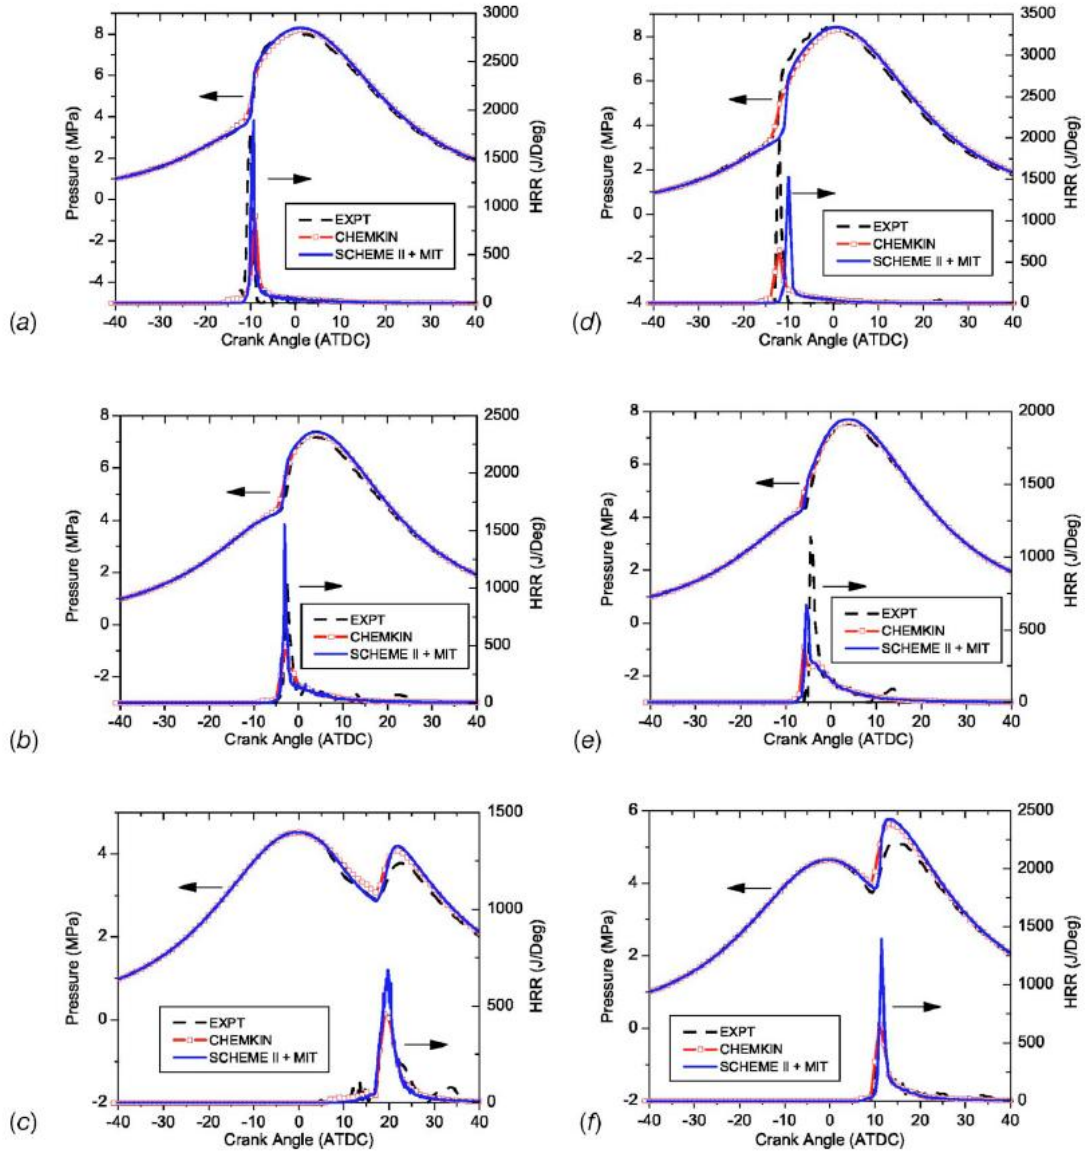 8
6
4
2
0
-2
-4
Pressure (MPa)
3000
2500
2000
1500
1000
500
0
HRR (J/Deg)
EXPT
CHEMKIN
SCHEME II + MIT
-40 -30 -20 -10 0 10 20 30 40
Crank Angle (ATDC)
(a)
8
6
4
2
0
-2
-4
Pressure (MPa)
3500
3000
2500
2000
1500
1000
500
0
HRR (J/Deg)
EXPT
CHEMKIN
SCHEME II + MIT
-40 -30 -20 -10 0 10 20 30 40
Crank Angle (ATDC)
(d)
8
6
4
2
0
-2
Pressure (MPa)
2500
2000
1500
1000
500
0
HRR (J/Deg)
EXPT
CHEMKIN
SCHEME II + MIT
-40 -30 -20 -10 0 10 20 30 40
Crank Angle (ATDC)
(b)
8
6
4
2
0
-2
Pressure (MPa)
2000
1500
1000
500
0
HRR (J/Deg)
EXPT
CHEMKIN
SCHEME II + MIT
-40 -30 -20 -10 0 10 20 30 40
Crank Angle (ATDC)
(e)
4
2
0
-2
Pressure (MPa)
1500
1000
500
0
HRR (J/Deg)
EXPT
CHEMKIN
SCHEME II + MIT
-40 -30 -20 -10 0 10 20 30 40
Crank Angle (ATDC)
(c)
6
4
2
0
-2
Pressure (MPa)
2500
2000
1500
1000
500
0
HRR (J/Deg)
EXPT
CHEMKIN
SCHEME II + MIT
-40 -30 -20 -10 0 10 20 30 40
Crank Angle (ATDC)
(f)